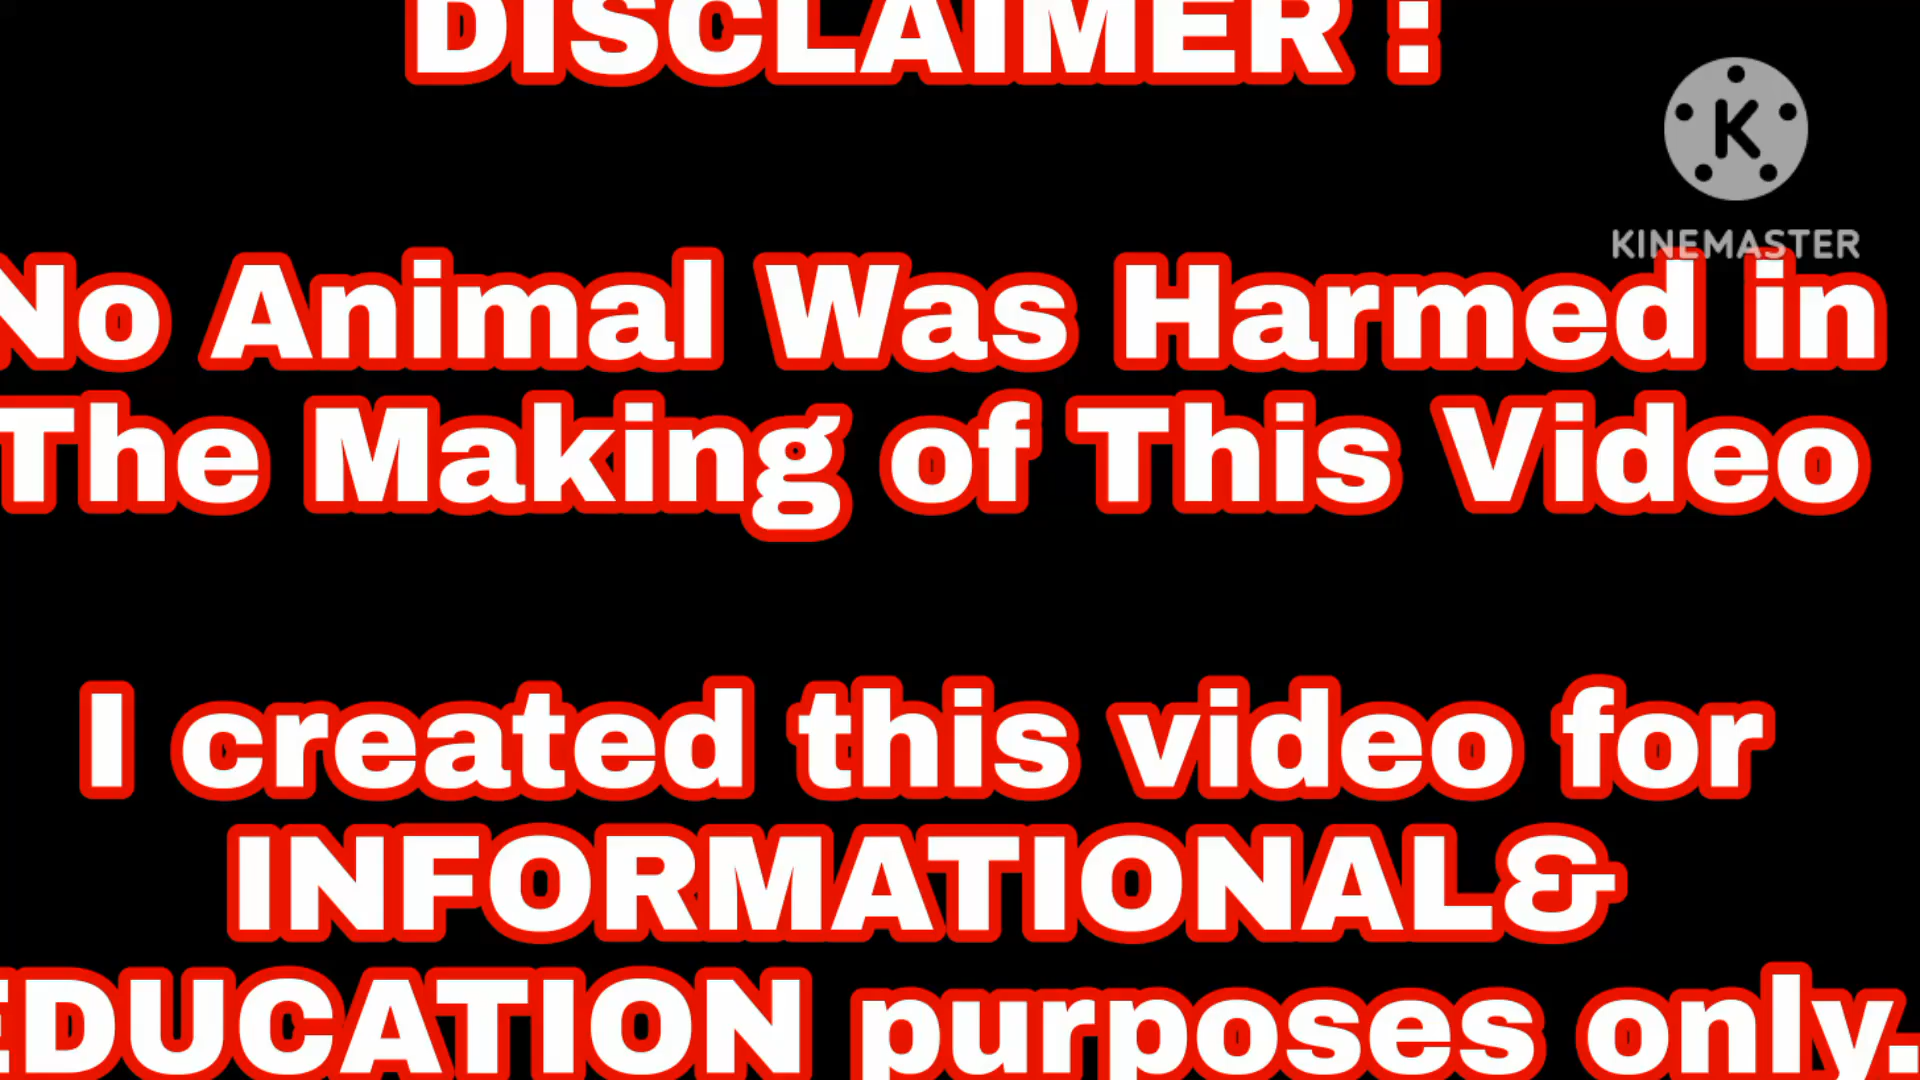 DISCLAIMER :
KINEMASTER
No Animal Was Harmed in
The Making of This Video
I created this video for
INFORMATIONAL&
EDUCATION purposes only.